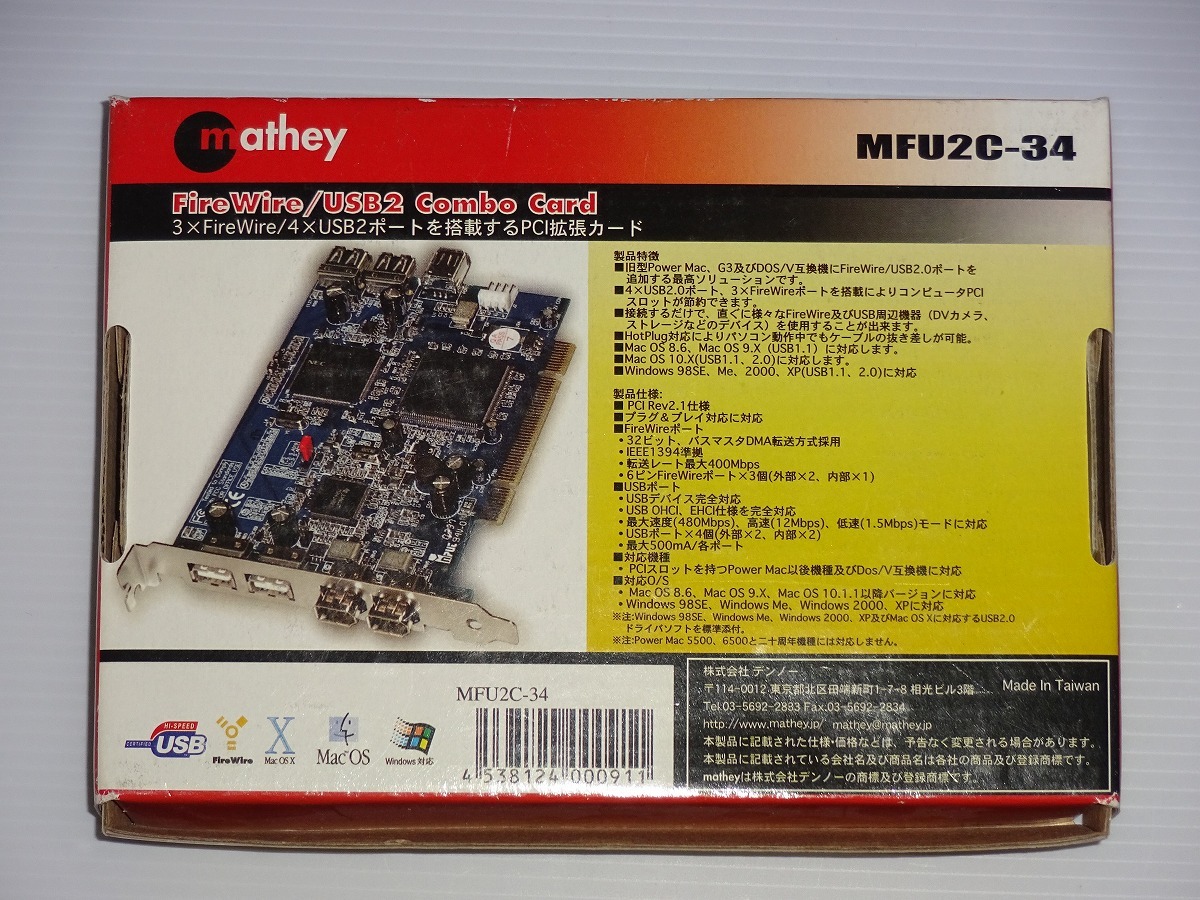 mathey
MFU2C-34
FireWire/USB2 Combo Card
3×FireWire/4×USB2ポートを搭載するPCI拡張カード
製品特徴
■旧型Power Mac、G3及びDOS/V互換機にFireWire/USB2.0ポートを
追加する最高ソリューションです。
■4×USB2.0ポート、3×FireWireポートを搭載によりコンピュータPCI
スロットが節約できます。
■接続するだけで、直ぐに様々なFireWire及びUSB周辺機器（DVカメラ、
ストレージなどのデバイス）を使用することが出来ます。
■HotPlug対応によりパソコン動作中でもケーブルの抜き差しが可能。
■Mac OS 8.6、Mac OS 9.X（USB1.1）に対応します。
■Mac OS 10.X(USB1.1、2.0)に対応します。
■Windows 98SE、Me、2000、XP(USB1.1、2.0)に対応
製品仕様:
■ PCI Rev2.1仕様
■プラグ＆プレイ対応に対応
■FireWireポート
・32ビット、バスマスタDMA転送方式採用
・IEEE1394準拠
・転送レート最大400Mbps
・6ピンFireWireポート×3個(外部×2、内部×1)
■USBポート
・USBデバイス完全対応
・USB OHCI、EHCI仕様を完全対応
・最大速度(480Mbps)、高速(12Mbps)、低速(1.5Mbps)モードに対応
・USBポート×4個(外部×2、内部×2)
・最大500mA/各ポート
■対応機種
・PCIスロットを持つPower Mac以後機種及びDos/V互換機に対応
■対応O/S
・Mac OS 8.6、Mac OS 9.X、Mac OS 10.1.1以降バージョンに対応
・Windows 98SE、Windows Me、Windows 2000、XPに対応
※注:Windows 98SE、Windows Me、Windows 2000、XP及びMac OS Xに対応するUSB2.0
ドライバソフトを標準添付。
※注:Power Mac 5500、6500と二十周年機種には対応しません。
HI-SPEED
CERTIFIED USB
FireWire
X
Mac OS X
Mac OS
Windows 対応
MFU2C-34
4 538124 000911
株式会社 デンノー
〒114-0012 東京都北区田端新町1-7-8 相光ビル3階
Made In Taiwan
Tel.03-5692-2833 Fax.03-5692-2834
http://www.mathey.jp/ mathey@mathey.jp
本製品に記載された仕様・価格などは、予告なく変更される場合があります。
本製品に記載されている会社名及び商品名は各社の商品及び登録商標です。
matheyは株式会社デンノーの商標及び登録商標です。